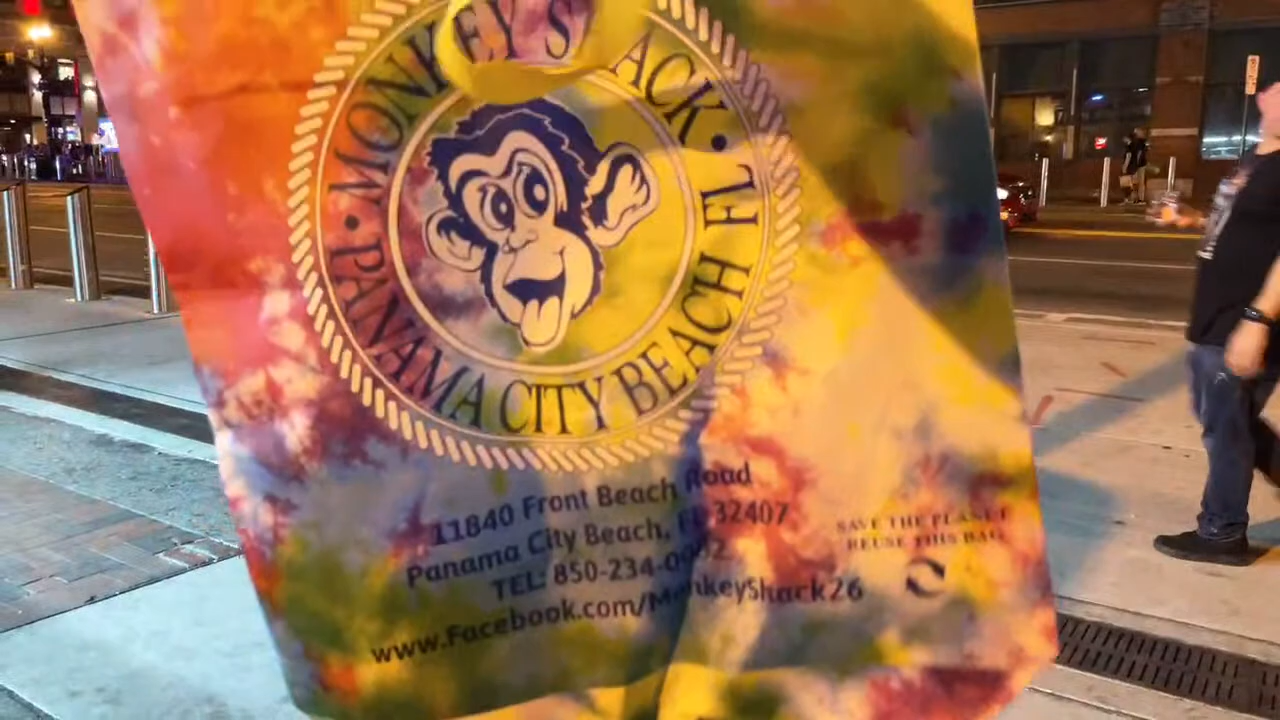 MONKEY'S ACK •
• PANAMA CITY BEACH FL
11840 Front Beach Road
Panama City Beach, FL 32407
TEL: 850-234-0
www.Facebook.com/MonkeyShack26
SAVE THE PLANET
REUSE THIS BAG